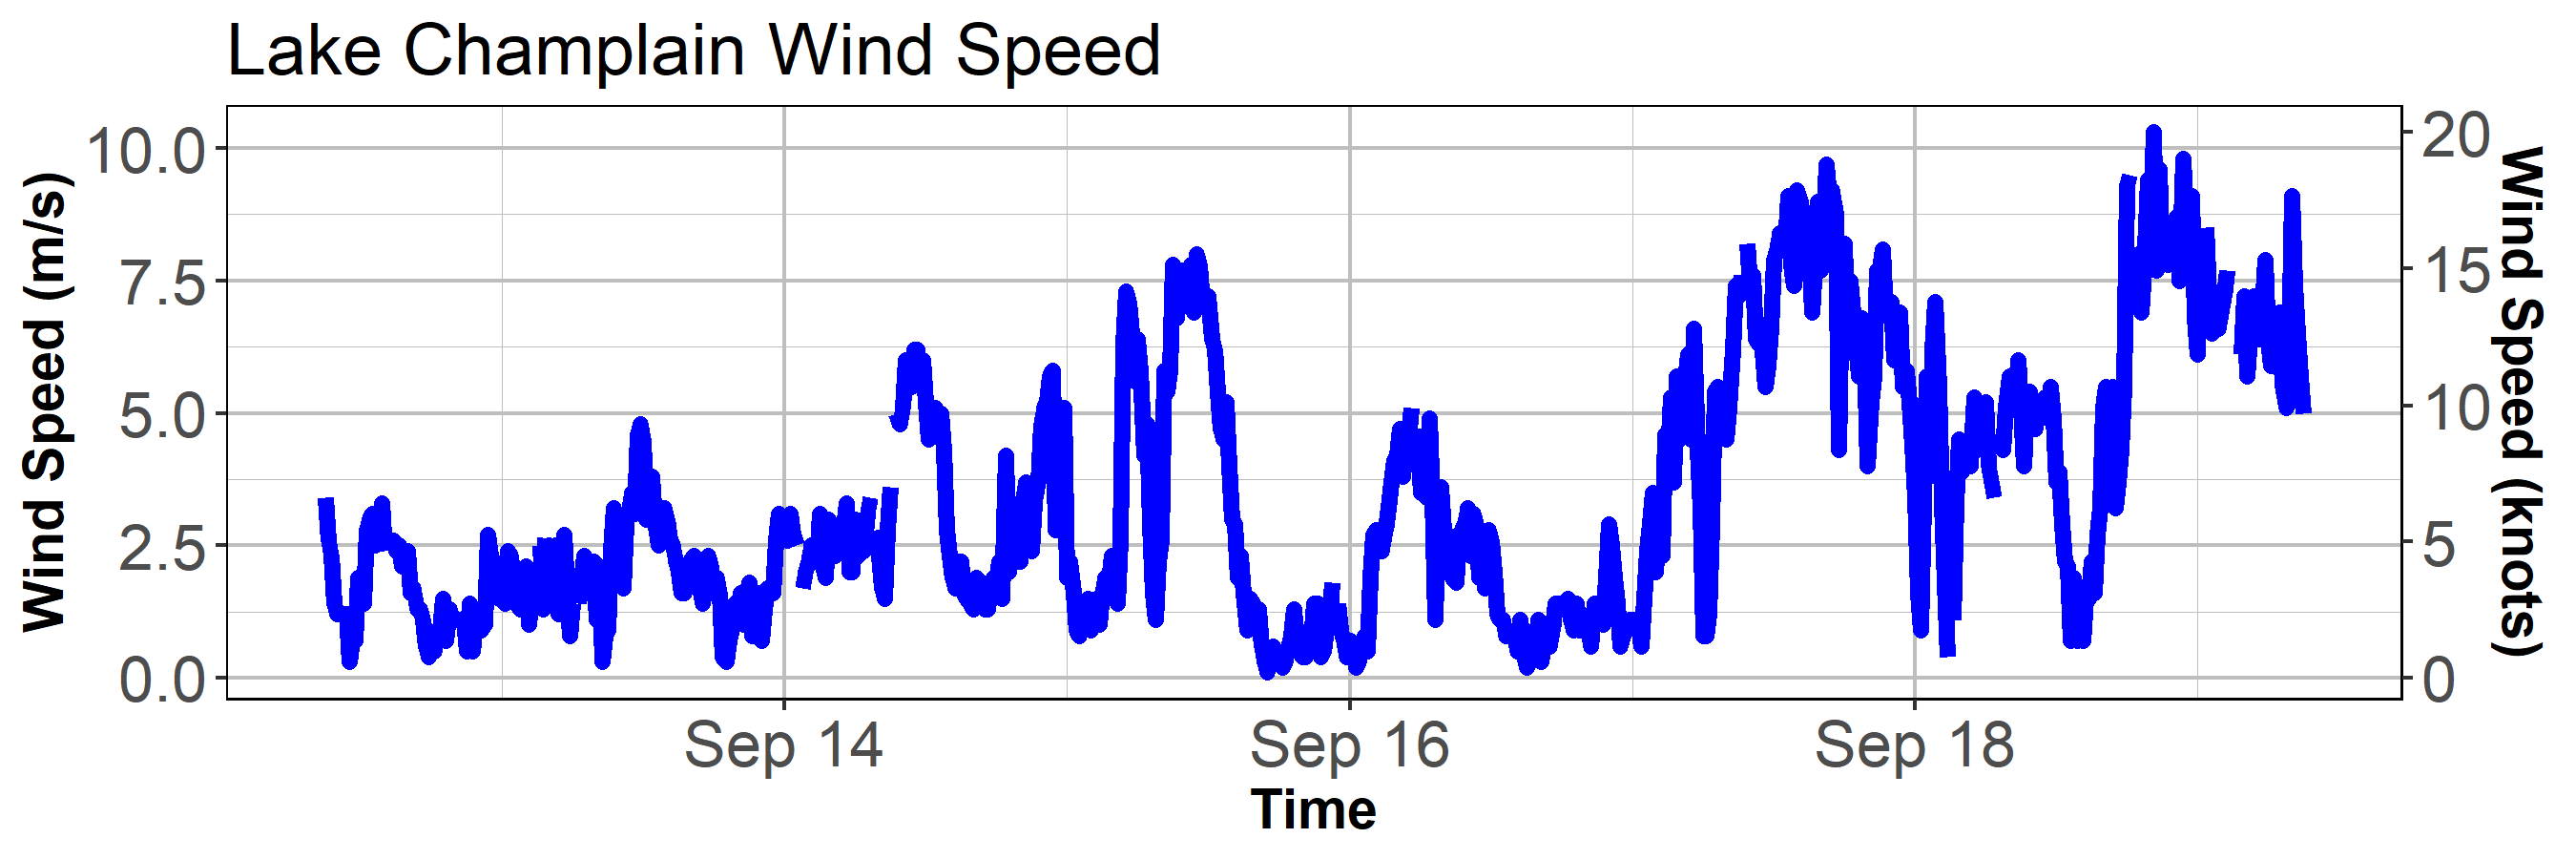 Lake Champlain Wind Speed
Wind Speed (m/s)
10.0
7.5
5.0
2.5
0.0
20
15
10
5
0
Wind Speed (knots)
Sep 14
Sep 16
Sep 18
Time